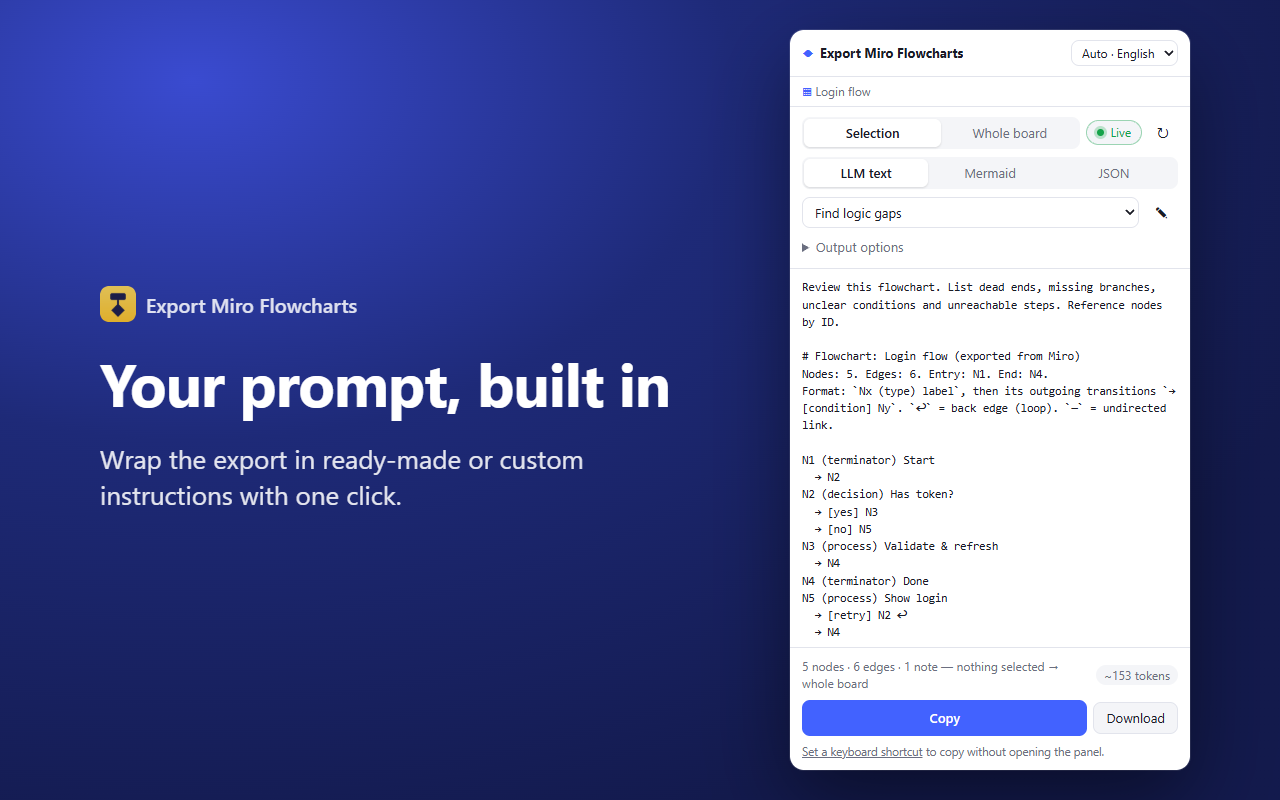 Export Miro Flowcharts
Your prompt, built in
Wrap the export in ready-made or custom
instructions with one click.
Export Miro Flowcharts
Auto · English
Login flow
Selection
Whole board
Live
LLM text
Mermaid
JSON
Find logic gaps
Output options
Review this flowchart. List dead ends, missing branches,
unclear conditions and unreachable steps. Reference nodes
by ID.
# Flowchart: Login flow (exported from Miro)
Nodes: 5. Edges: 6. Entry: N1. End: N4.
Format: `Nx (type) label`, then its outgoing transitions `→
[condition] Ny`. `↩` = back edge (loop). `—` = undirected
link.
N1 (terminator) Start
→ N2
N2 (decision) Has token?
→ [yes] N3
→ [no] N5
N3 (process) Validate & refresh
→ N4
N4 (terminator) Done
N5 (process) Show login
→ [retry] N2 ↩
→ N4
5 nodes · 6 edges · 1 note — nothing selected →
whole board
~153 tokens
Copy
Download
Set a keyboard shortcut to copy without opening the panel.